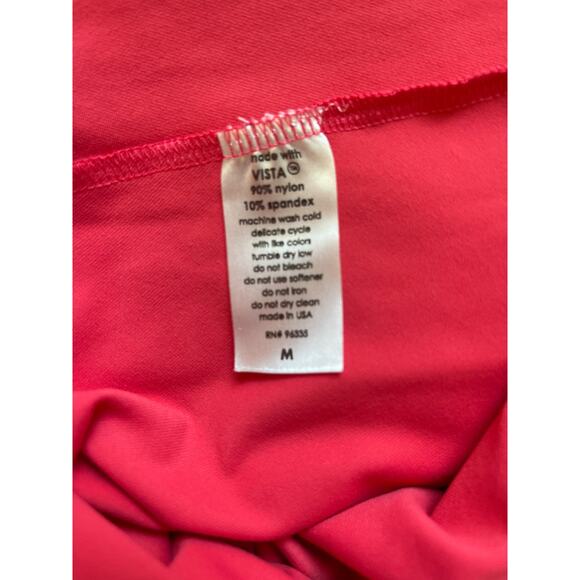 made with
VISTA™
90% nylon
10% spandex
machine wash cold
delicate cycle
with like colors
tumble dry low
do not bleach
do not use softener
do not iron
do not dry clean
made in USA
RN# 96335
M